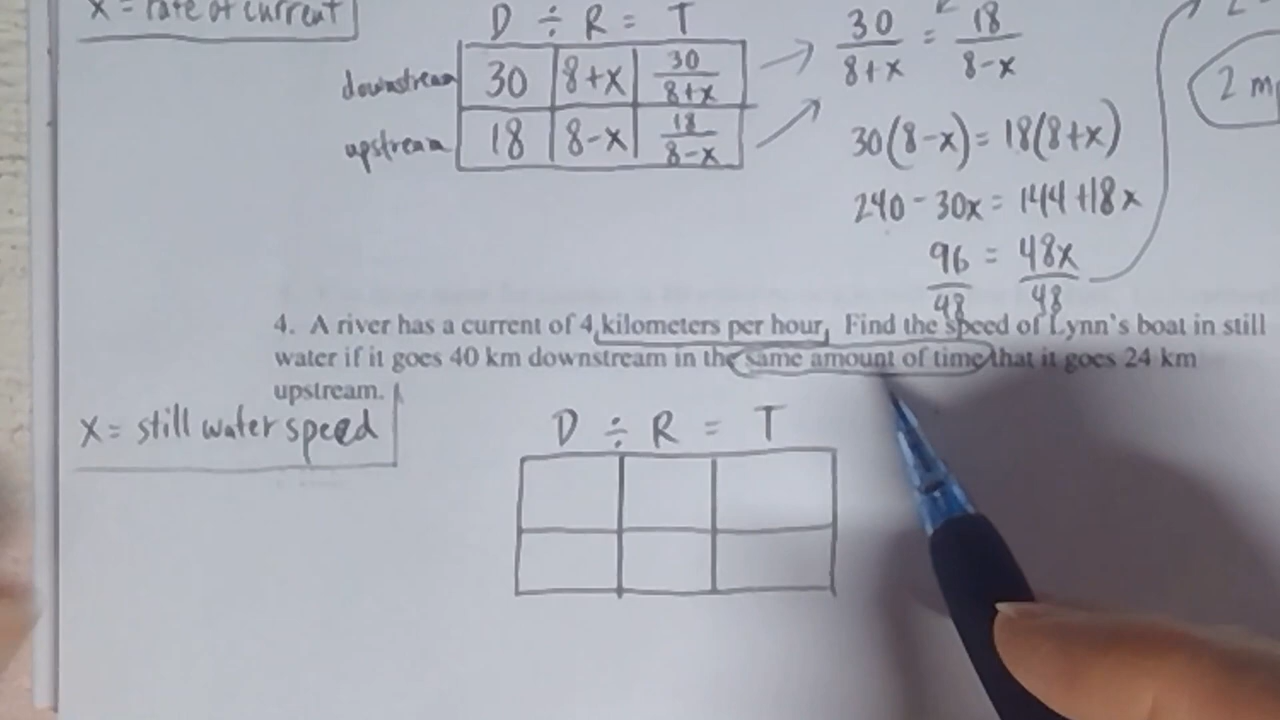 x = rate of current
D ÷ R = T
downstream 30 8+x 30/8+x
upstream 18 8-x 18/8-x
30/8+x = 18/8-x
30(8-x) = 18(8+x)
240 - 30x = 144 + 18x
96/48 = 48x/48
2
4. A river has a current of 4 kilometers per hour. Find the speed of Lynn's boat in still
water if it goes 40 km downstream in the same amount of time that it goes 24 km
upstream.
x = still water speed
D ÷ R = T